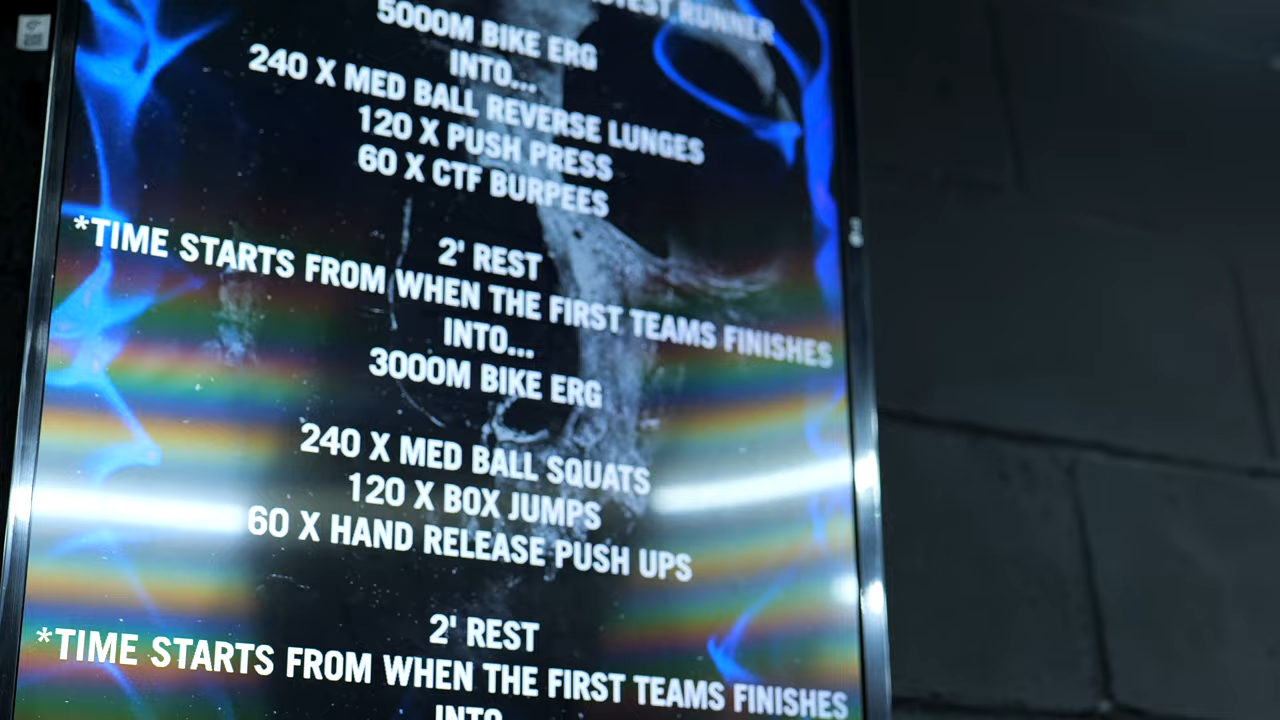 RUNNER
5000M BIKE ERG
INTO...
240 X MED BALL REVERSE LUNGES
120 X PUSH PRESS
60 X CTF BURPEES
2' REST
*TIME STARTS FROM WHEN THE FIRST TEAMS FINISHES
INTO...
3000M BIKE ERG
240 X MED BALL SQUATS
120 X BOX JUMPS
60 X HAND RELEASE PUSH UPS
2' REST
*TIME STARTS FROM WHEN THE FIRST TEAMS FINISHES
INTO